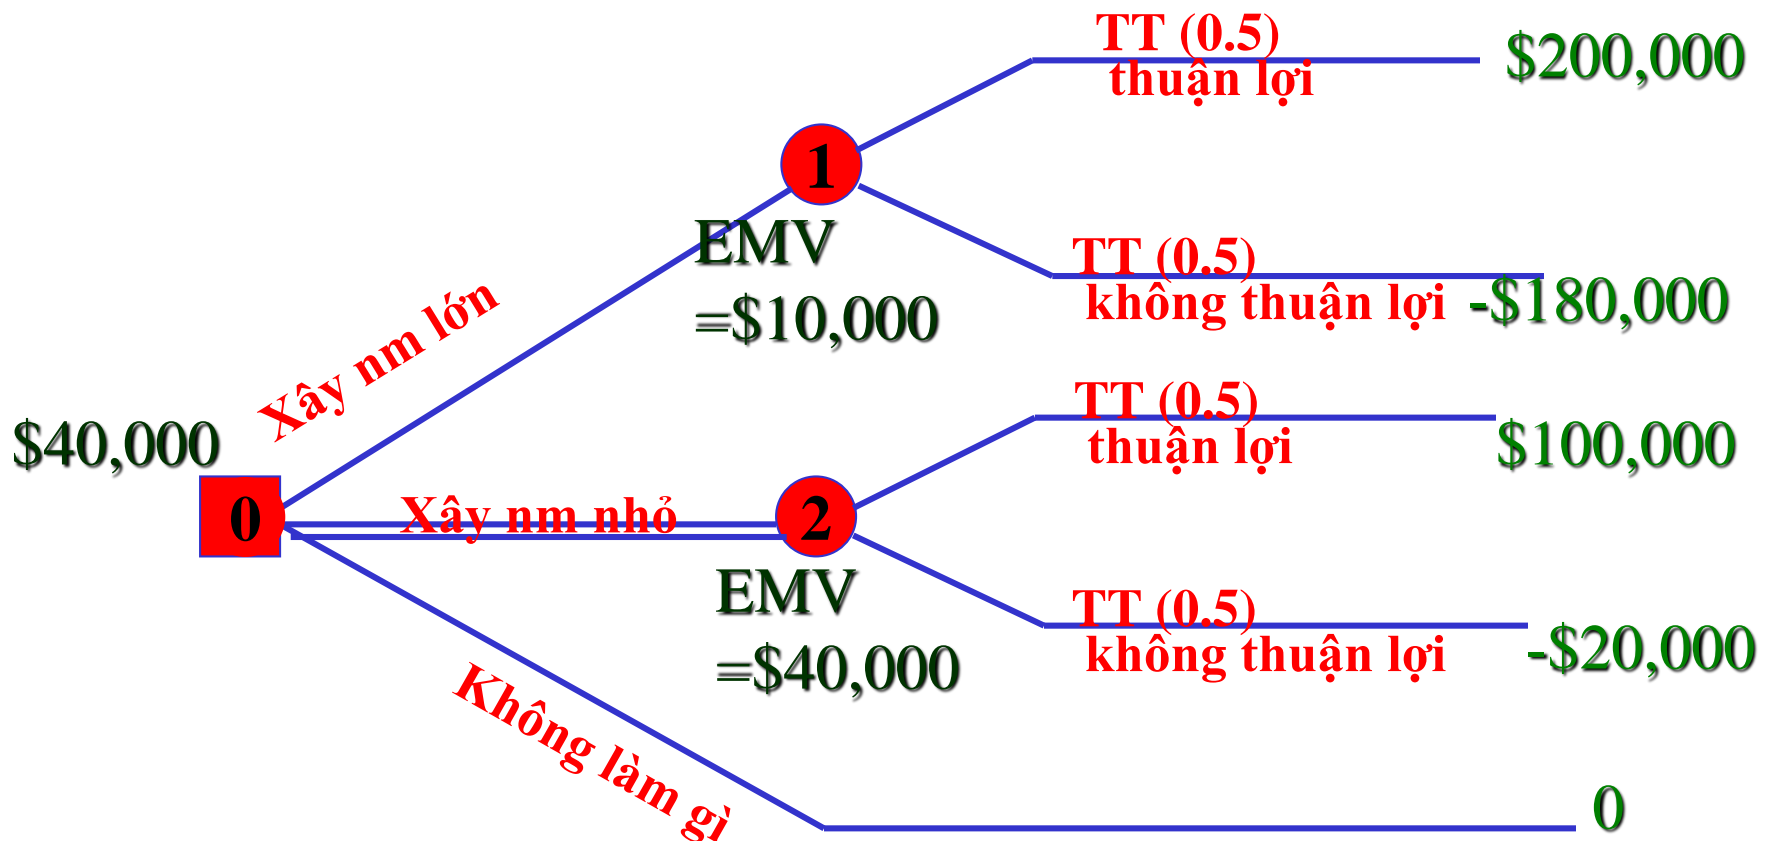 TT (0.5)
thuận lợi
$200,000
1
EMV
=$10,000
TT (0.5)
không thuận lợi
-$180,000
Xây nm lớn
$40,000
0
Xây nm nhỏ
2
EMV
=$40,000
TT (0.5)
thuận lợi
$100,000
TT (0.5)
không thuận lợi
-$20,000
Không làm gì
0